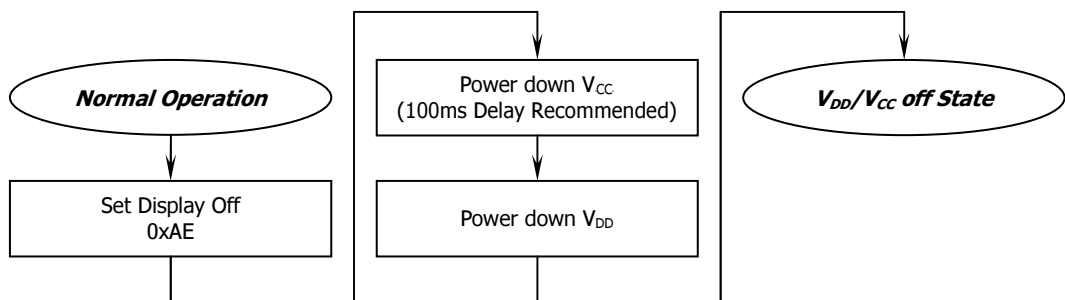 Normal Operation
Set Display Off
0xAE
Power down VCC
(100ms Delay Recommended)
Power down VDD
VDD/VCC off State